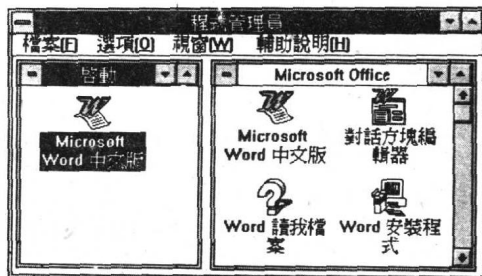 程式管理員
檔案(F) 選項(O) 視窗(W) 輔助說明(H)
啟動
Microsoft
Word 中文版
Microsoft Office
Microsoft
Word 中文版
對話方塊編
輯器
Word 讀我檔
案
Word 安裝程
式